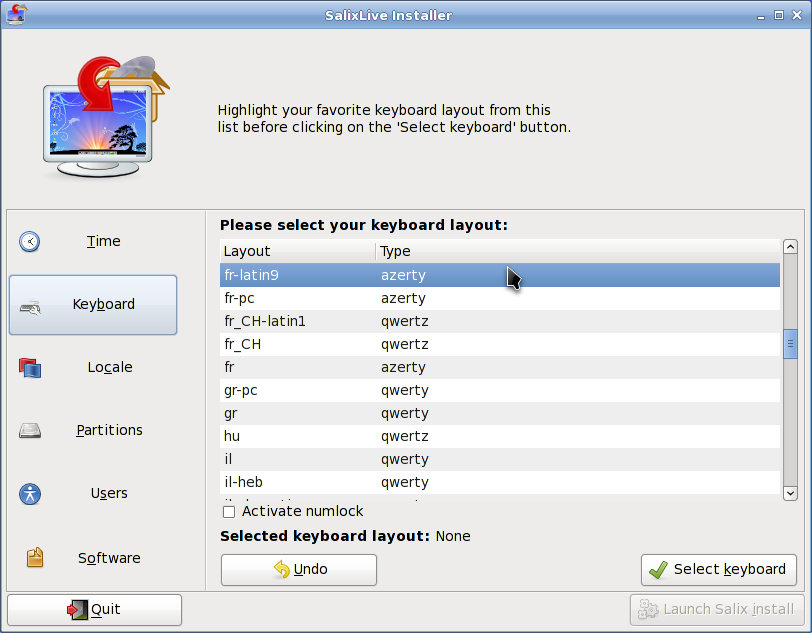 SalixLive Installer
Highlight your favorite keyboard layout from this
list before clicking on the 'Select keyboard' button.
Time
Keyboard
Locale
Partitions
Users
Software
Please select your keyboard layout:
Layout Type
fr-latin9 azerty
fr-pc azerty
fr_CH-latin1 qwertz
fr_CH qwertz
fr azerty
gr-pc qwerty
gr qwerty
hu qwertz
il qwerty
il-heb qwerty
Activate numlock
Selected keyboard layout: None
Undo
Select keyboard
Quit
Launch Salix install